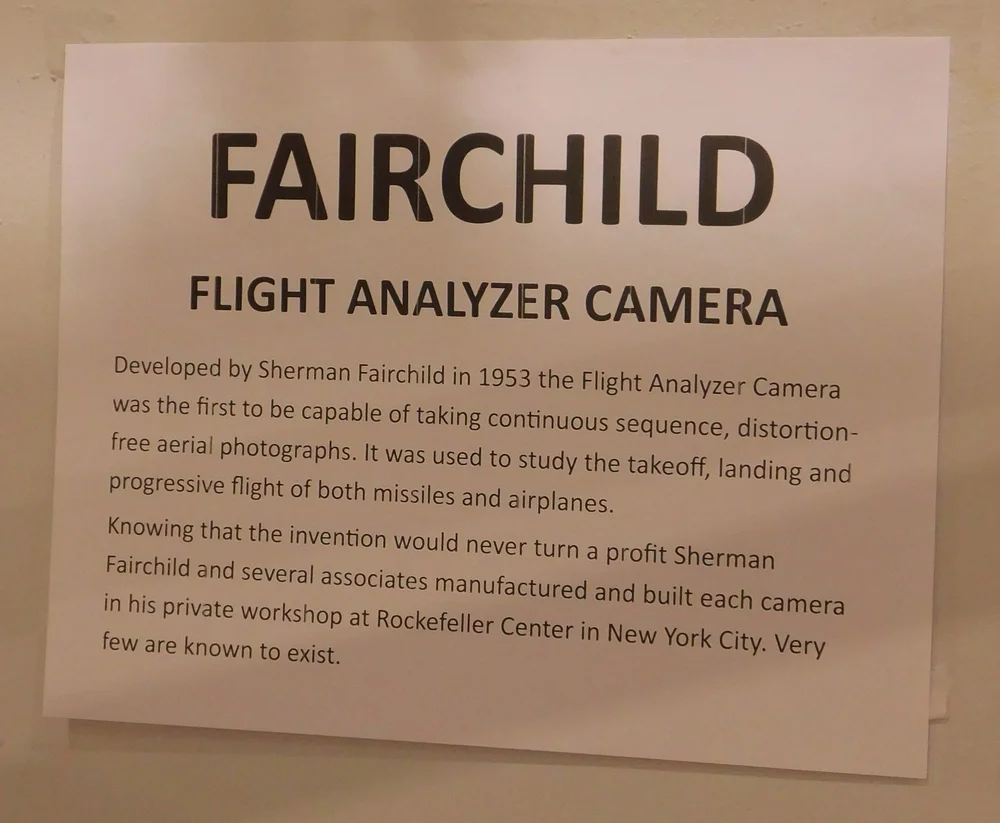 FAIRCHILD
FLIGHT ANALYZER CAMERA
Developed by Sherman Fairchild in 1953 the Flight Analyzer Camera
was the first to be capable of taking continuous sequence, distortion-
free aerial photographs. It was used to study the takeoff, landing and
progressive flight of both missiles and airplanes.
Knowing that the invention would never turn a profit Sherman
Fairchild and several associates manufactured and built each camera
in his private workshop at Rockefeller Center in New York City. Very
few are known to exist.